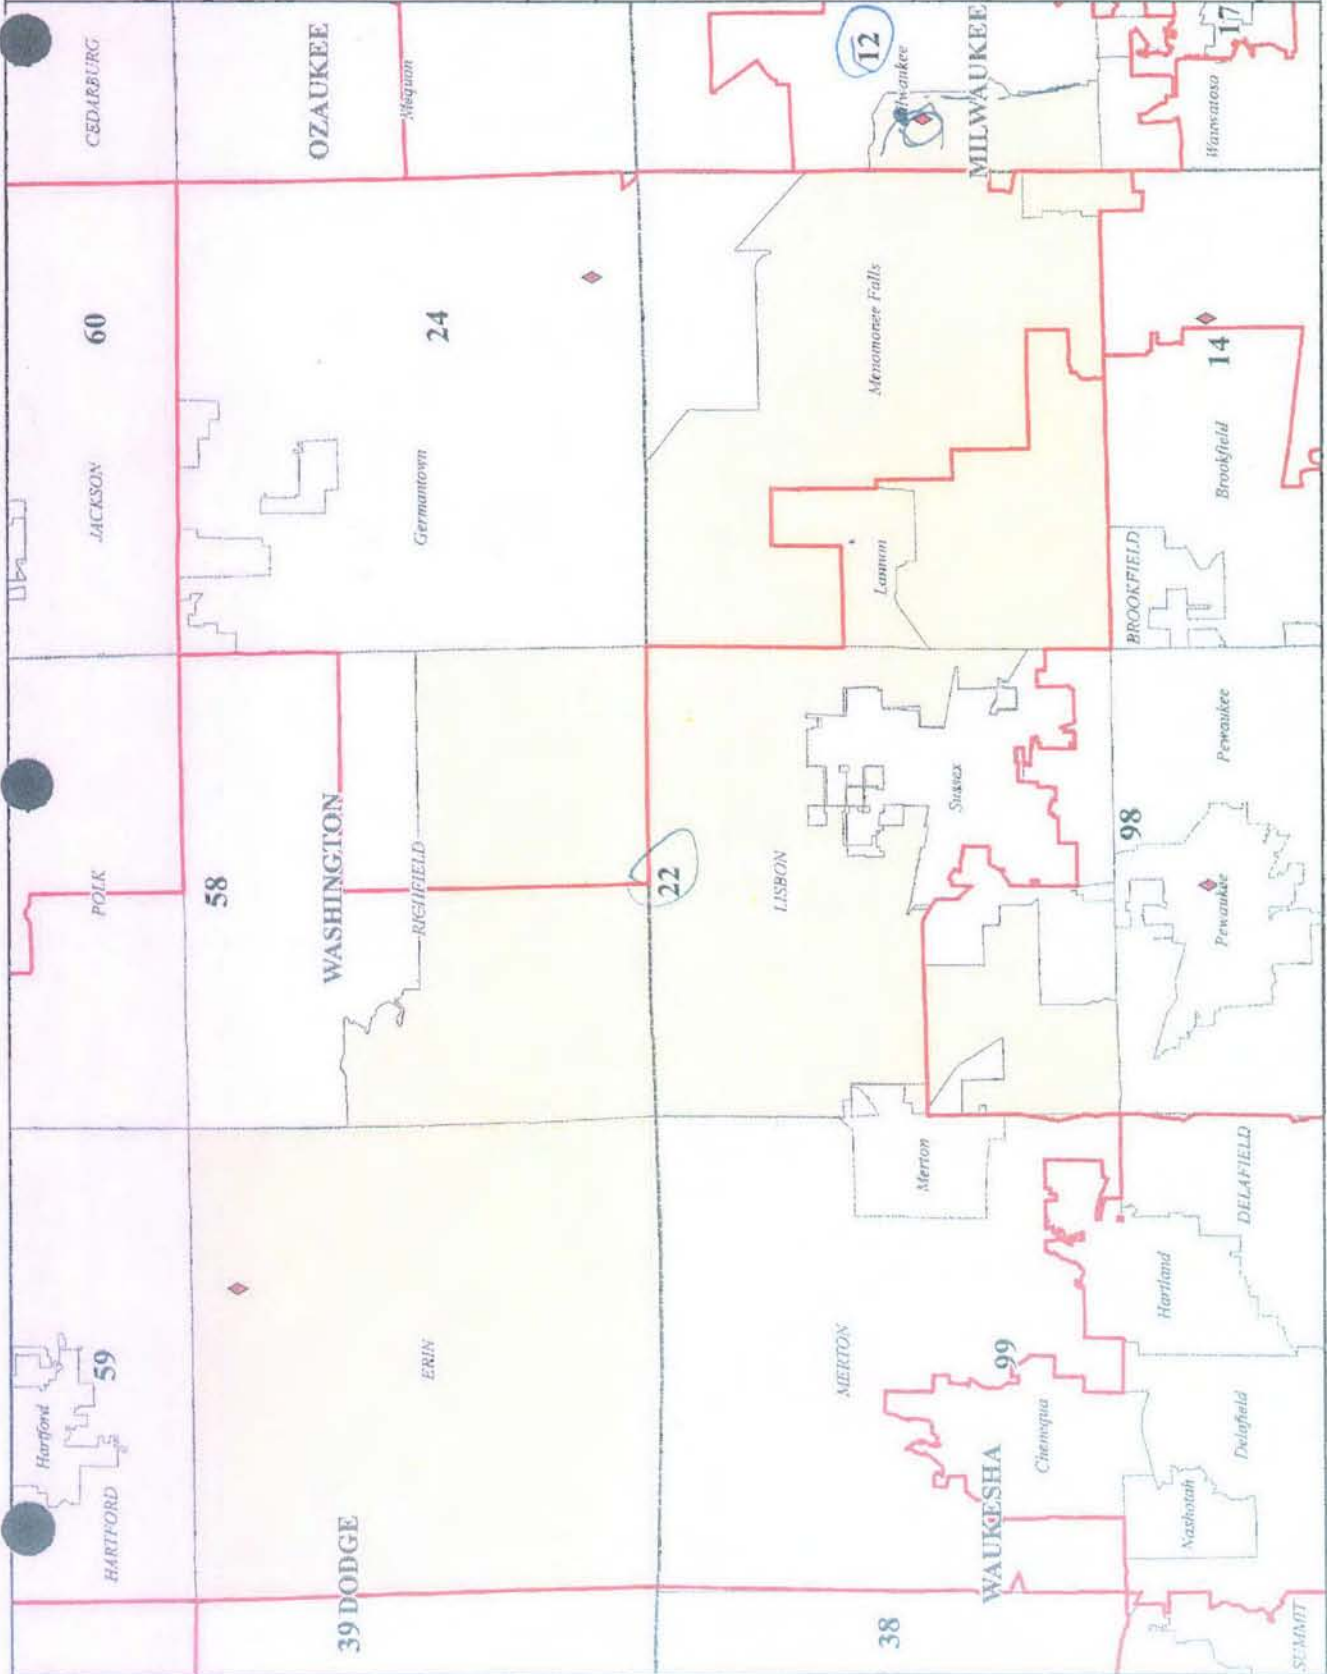 CEDARBURG
OZAUKEE
Mequon
12
MILWAUKEE
17
Wauwatosa
60
JACKSON
24
Germantown
Menomonee Falls
Lannon
14
Brookfield
BROOKFIELD
POLK
58
WASHINGTON
RICHFIELD
22
LISBON
Sussex
98
Pewaukee
Pewaukee
Hartford
59
HARTFORD
ERIN
39 DODGE
MERTON
Merton
99
Chenequa
WAUKESHA
38
Hartland
DELAFIELD
Delafield
Nashotah
SUMMIT